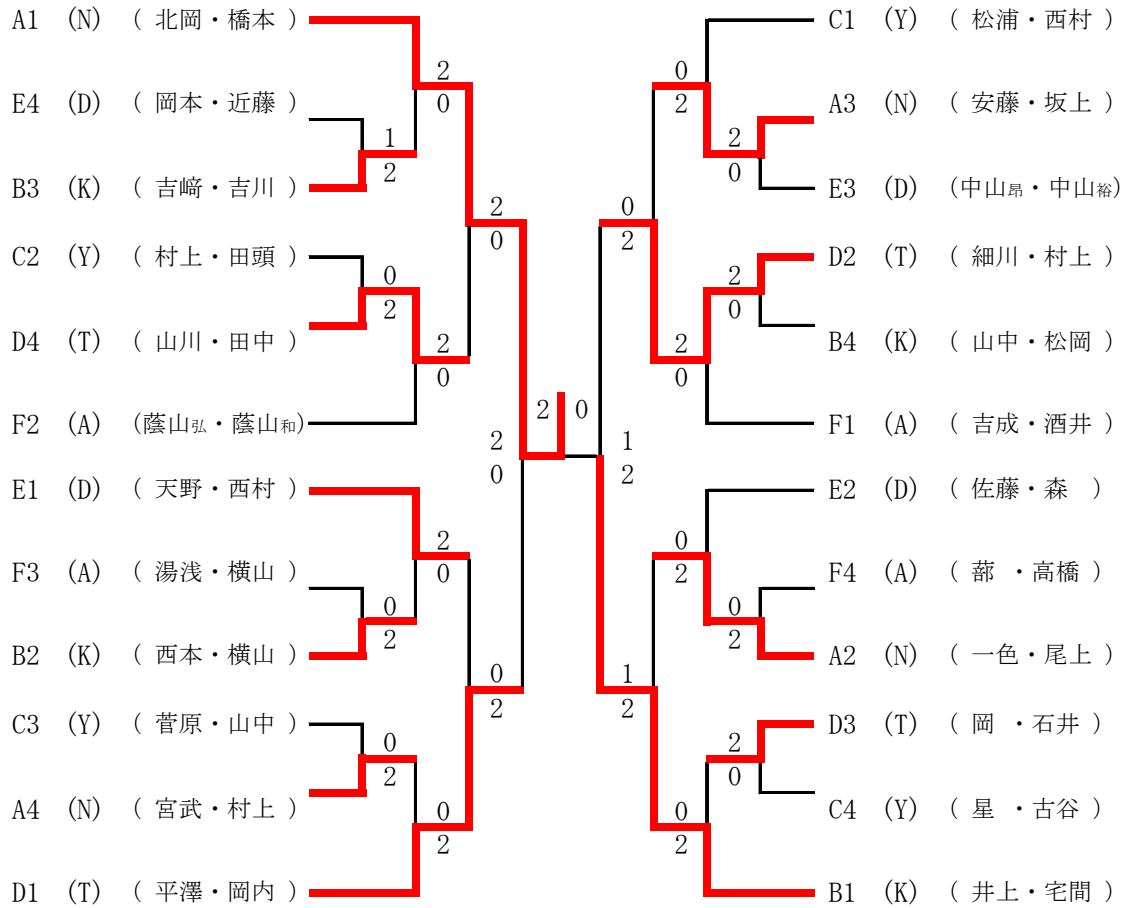 A1 (N) ( 北岡・橋本 ) C1 (Y) ( 松浦・西村 )
2 0
E4 (D) ( 岡本・近藤 ) 0 2 A3 (N) ( 安藤・坂上 )
1 2
2 0
B3 (K) ( 吉﨑・吉川 ) E3 (D) (中山昂・中山裕)
2 0
0 2
C2 (Y) ( 村上・田頭 ) D2 (T) ( 細川・村上 )
0 2
2 0
D4 (T) ( 山川・田中 ) B4 (K) ( 山中・松岡 )
2 0
2 0
F2 (A) (蔭山弘・蔭山和) 2 0 F1 (A) ( 吉成・酒井 )
2 0
1 2
E1 (D) ( 天野・西村 ) E2 (D) ( 佐藤・森 )
2 0
0 2
F3 (A) ( 湯浅・横山 ) F4 (A) ( 蔀 ・高橋 )
0 2
0 2
B2 (K) ( 西本・横山 ) A2 (N) ( 一色・尾上 )
0 2
1 2
C3 (Y) ( 菅原・山中 ) D3 (T) ( 岡 ・石井 )
0 2
2 0
A4 (N) ( 宮武・村上 ) C4 (Y) ( 星 ・古谷 )
0 2
0 2
D1 (T) ( 平澤・岡内 ) B1 (K) ( 井上・宅間 )